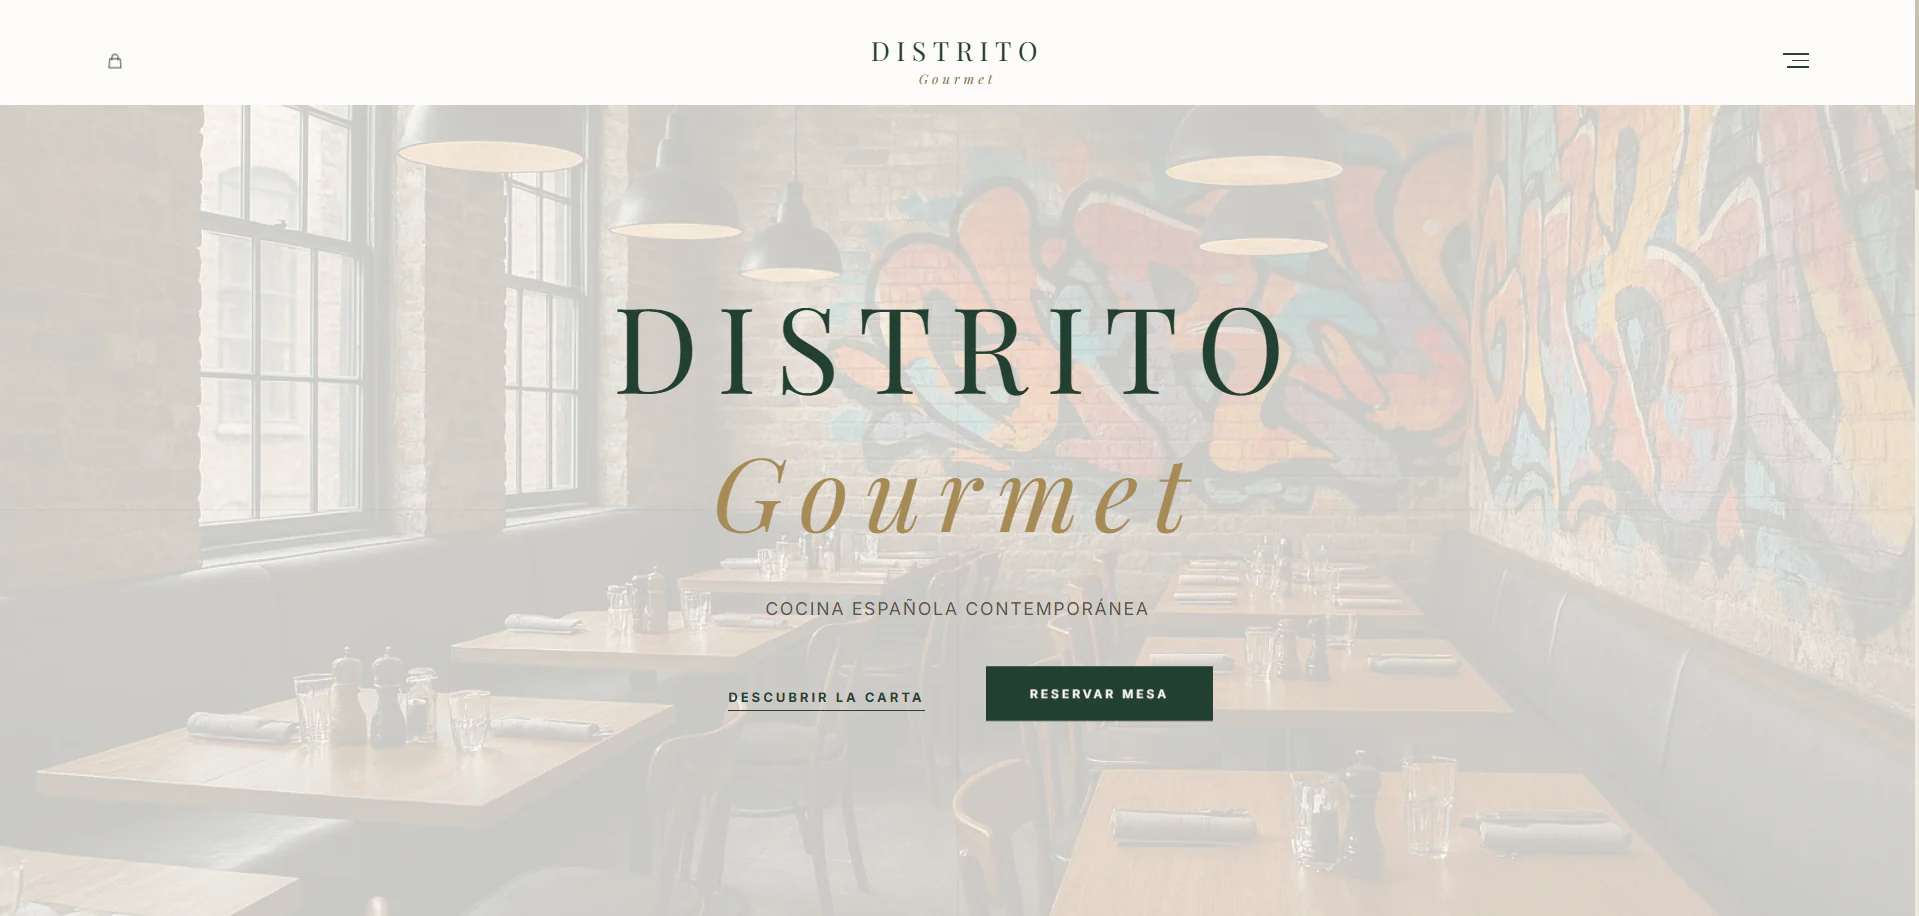 DISTRITO
Gourmet
DISTRITO
Gourmet
COCINA ESPAÑOLA CONTEMPORÁNEA
DESCUBRIR LA CARTA
RESERVAR MESA